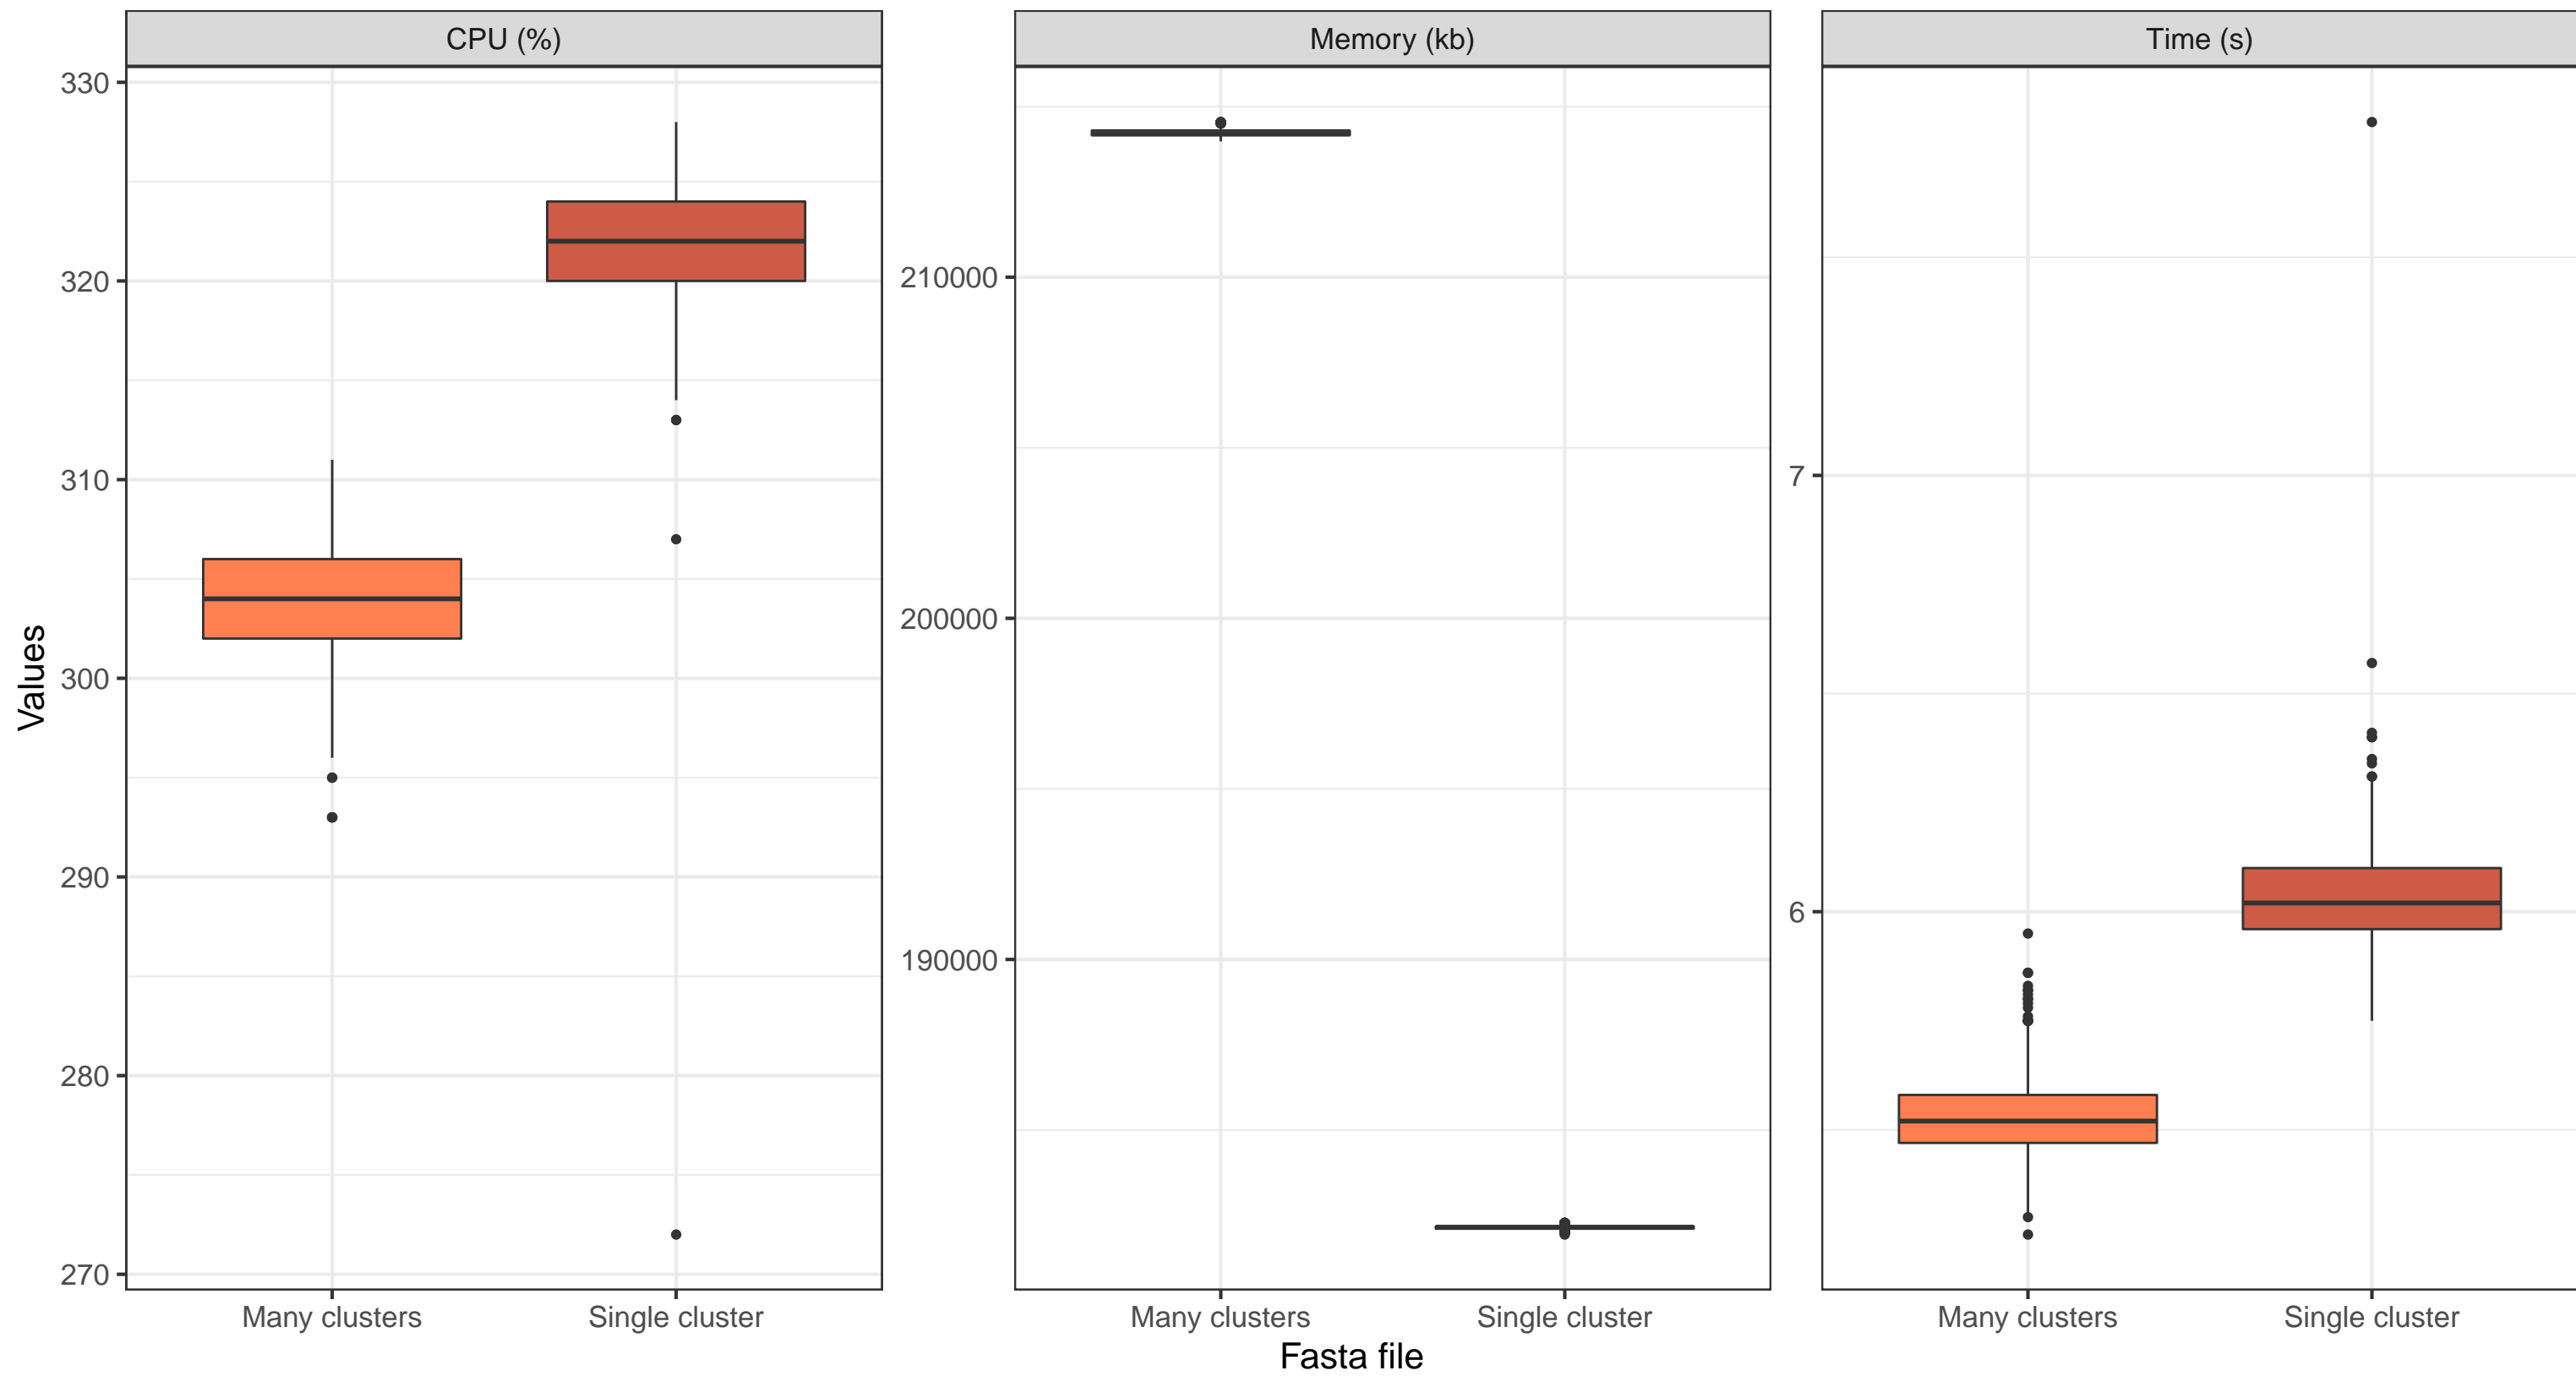 CPU (%)
Memory (kb)
Time (s)
Values
330
320
310
300
290
280
270
210000
200000
190000
7
6
Many clusters
Single cluster
Many clusters
Single cluster
Many clusters
Single cluster
Fasta file